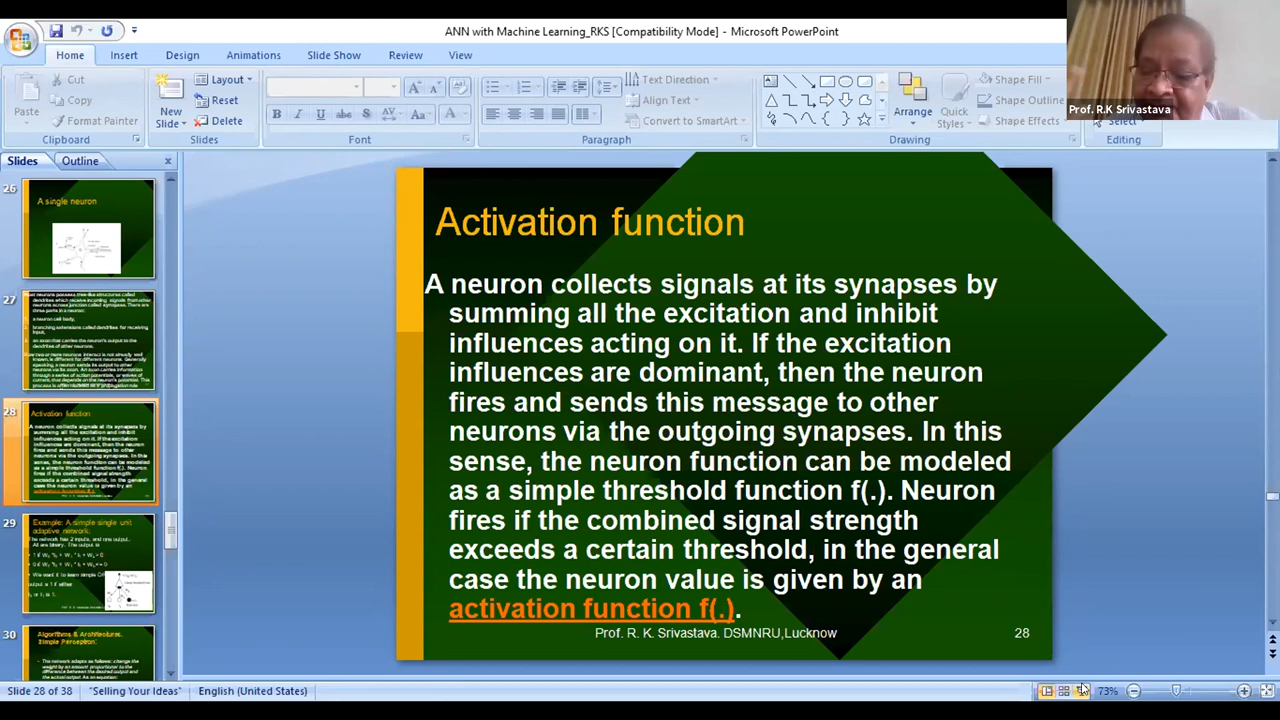 ANN with Machine Learning_RKS [Compatibility Mode] - Microsoft PowerPoint
Home Insert Design Animations Slide Show Review View
Cut
Copy
Format Painter
Paste
Clipboard
New Slide
Layout
Reset
Delete
Slides
Font
Text Direction
Align Text
Convert to SmartArt
Paragraph
Arrange
Quick Styles
Shape Fill
Shape Outline
Shape Effects
Drawing
Select
Editing
Prof. R.K Srivastava
Slides Outline
26
A single neuron
27
28
Activation function
29
Example: A simple single unit
adaptive network:
30
Algorithms & Architectures.
Simple Perceptron:
Activation function
A neuron collects signals at its synapses by
summing all the excitation and inhibit
influences acting on it. If the excitation
influences are dominant, then the neuron
fires and sends this message to other
neurons via the outgoing synapses. In this
sense, the neuron function can be modeled
as a simple threshold function f(.). Neuron
fires if the combined signal strength
exceeds a certain threshold, in the general
case the neuron value is given by an
activation function f(.).
Prof. R. K. Srivastava. DSMNRU,Lucknow 28
Slide 28 of 38 "Selling Your Ideas" English (United States) 73%